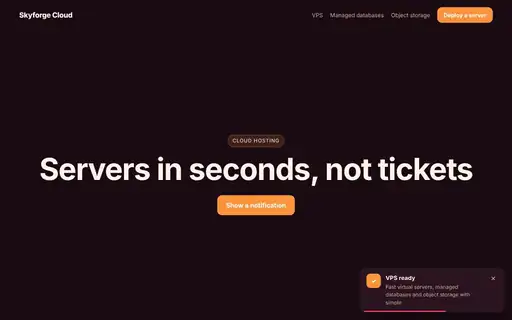 Skyforge Cloud
VPS Managed databases Object storage Deploy a server
CLOUD HOSTING
Servers in seconds, not tickets
Show a notification
VPS ready
Fast virtual servers, managed
databases and object storage with
simple